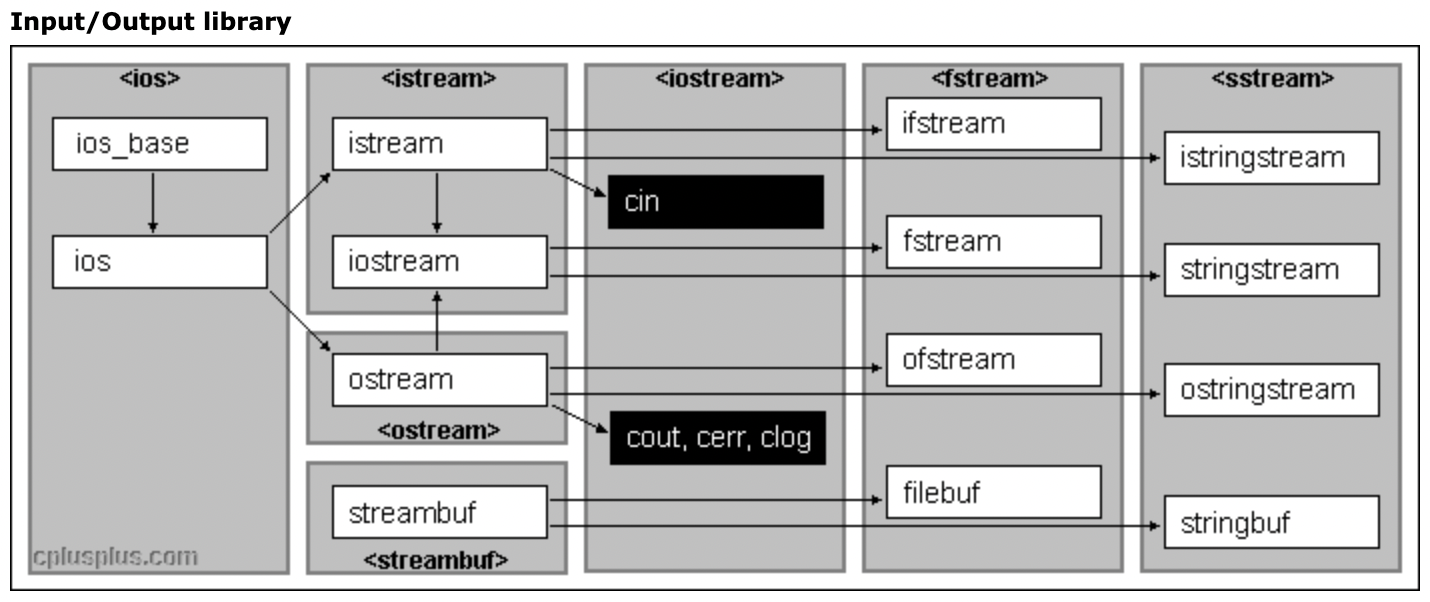 Input/Output library
<ios>
ios_base
ios
cplusplus.com
<istream>
istream
iostream
ostream
<ostream>
streambuf
<streambuf>
<iostream>
cin
cout, cerr, clog
<fstream>
ifstream
fstream
ofstream
filebuf
<sstream>
istringstream
stringstream
ostringstream
stringbuf